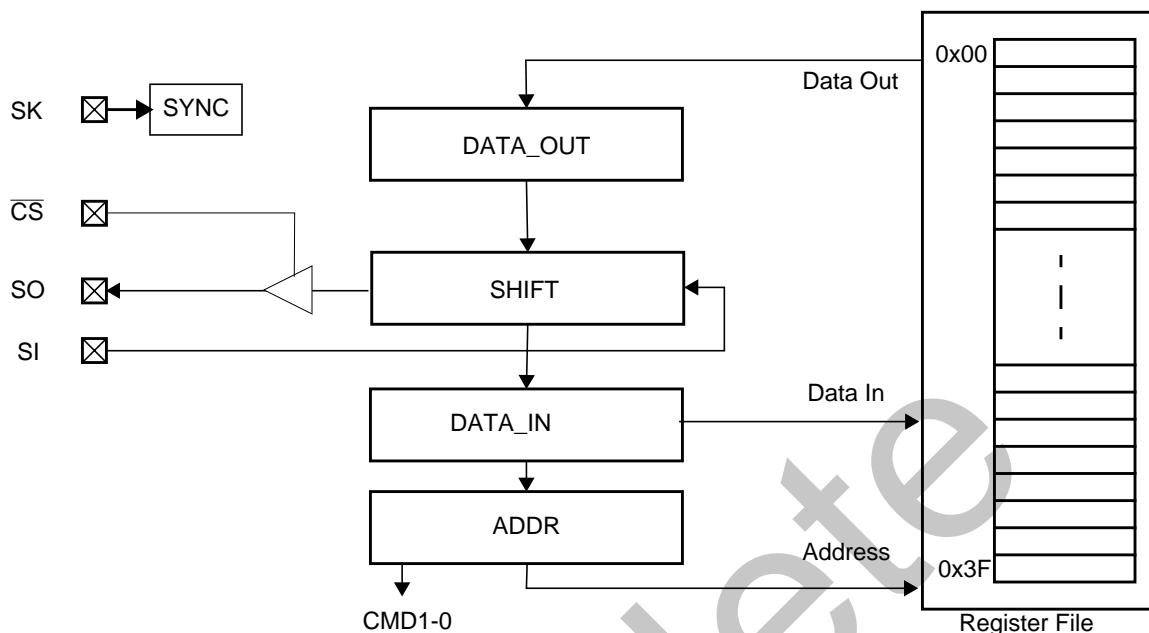 0x00
Data Out
SK
SYNC
DATA_OUT
CS
SO
SHIFT
SI
Data In
DATA_IN
ADDR
Address
0x3F
CMD1-0
Register File
lete